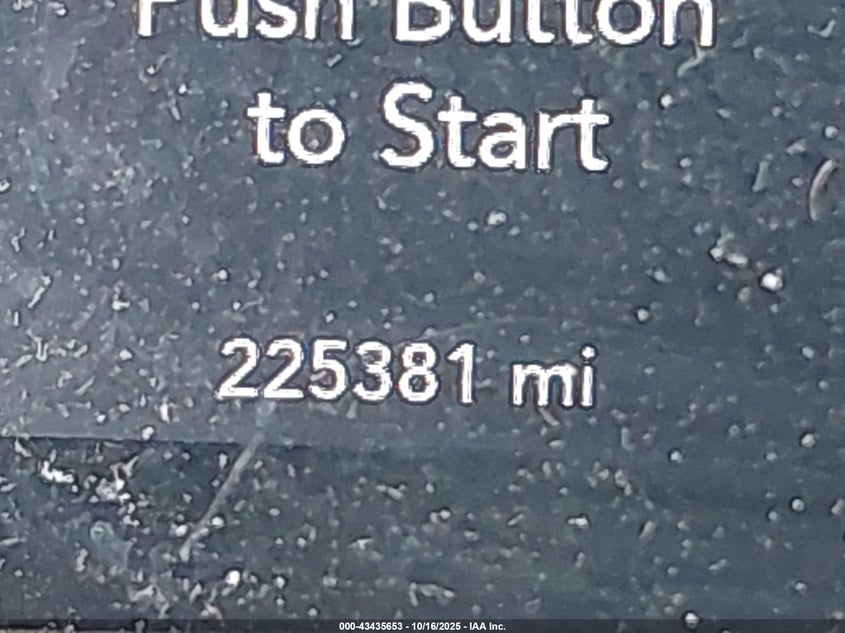 Push Button
to Start
225381 mi
000-43435653 - 10/16/2025 - IAA Inc.